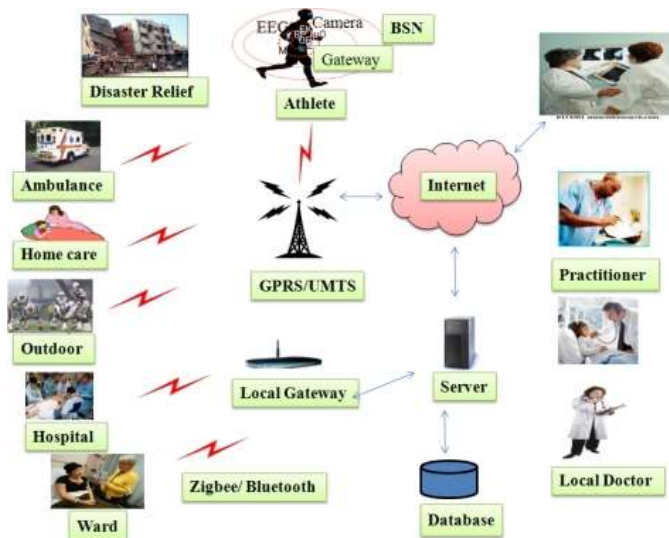 EEG
Camera
BSN
Gateway
Disaster Relief
Athlete
Ambulance
Internet
Home care
GPRS/UMTS
Practitioner
Outdoor
Local Gateway
Server
Hospital
Zigbee/ Bluetooth
Local Doctor
Ward
Database